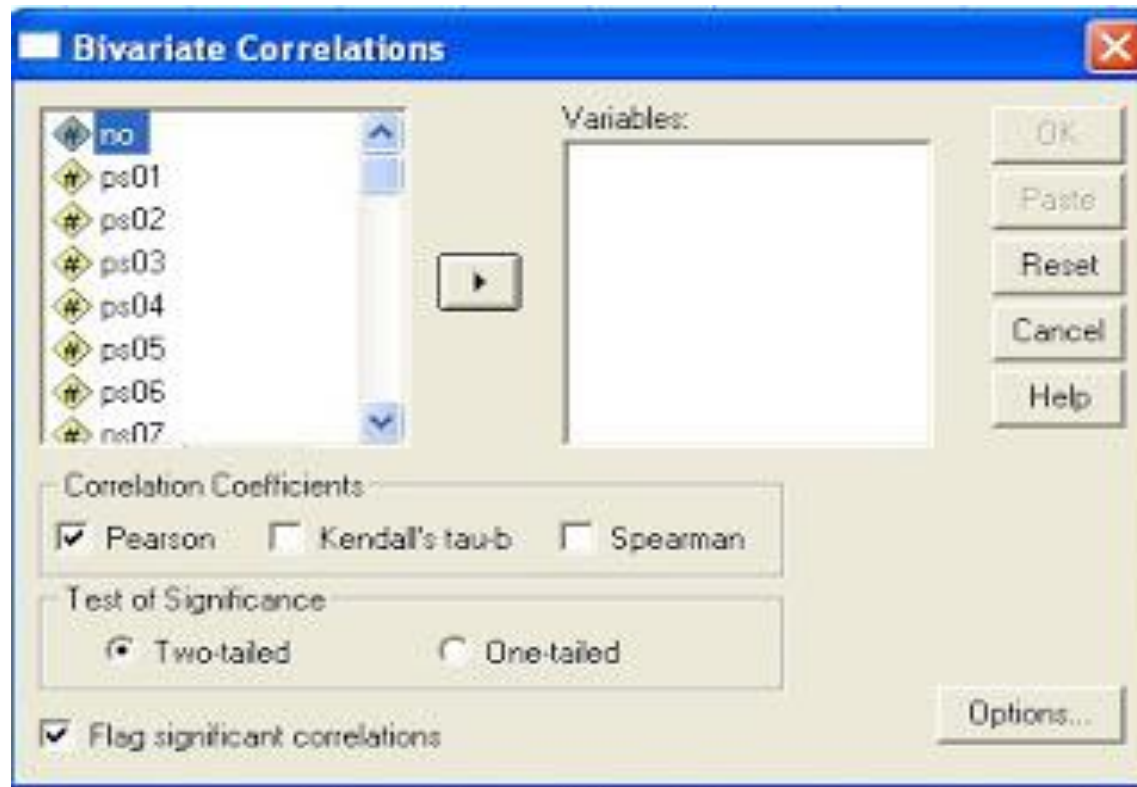 Bivariate Correlations
no
ps01
ps02
ps03
ps04
ps05
ps06
ps07
Variables:
OK
Paste
Reset
Cancel
Help
Correlation Coefficients
Pearson Kendall's tau-b Spearman
Test of Significance
Two-tailed One-tailed
Flag significant correlations
Options...